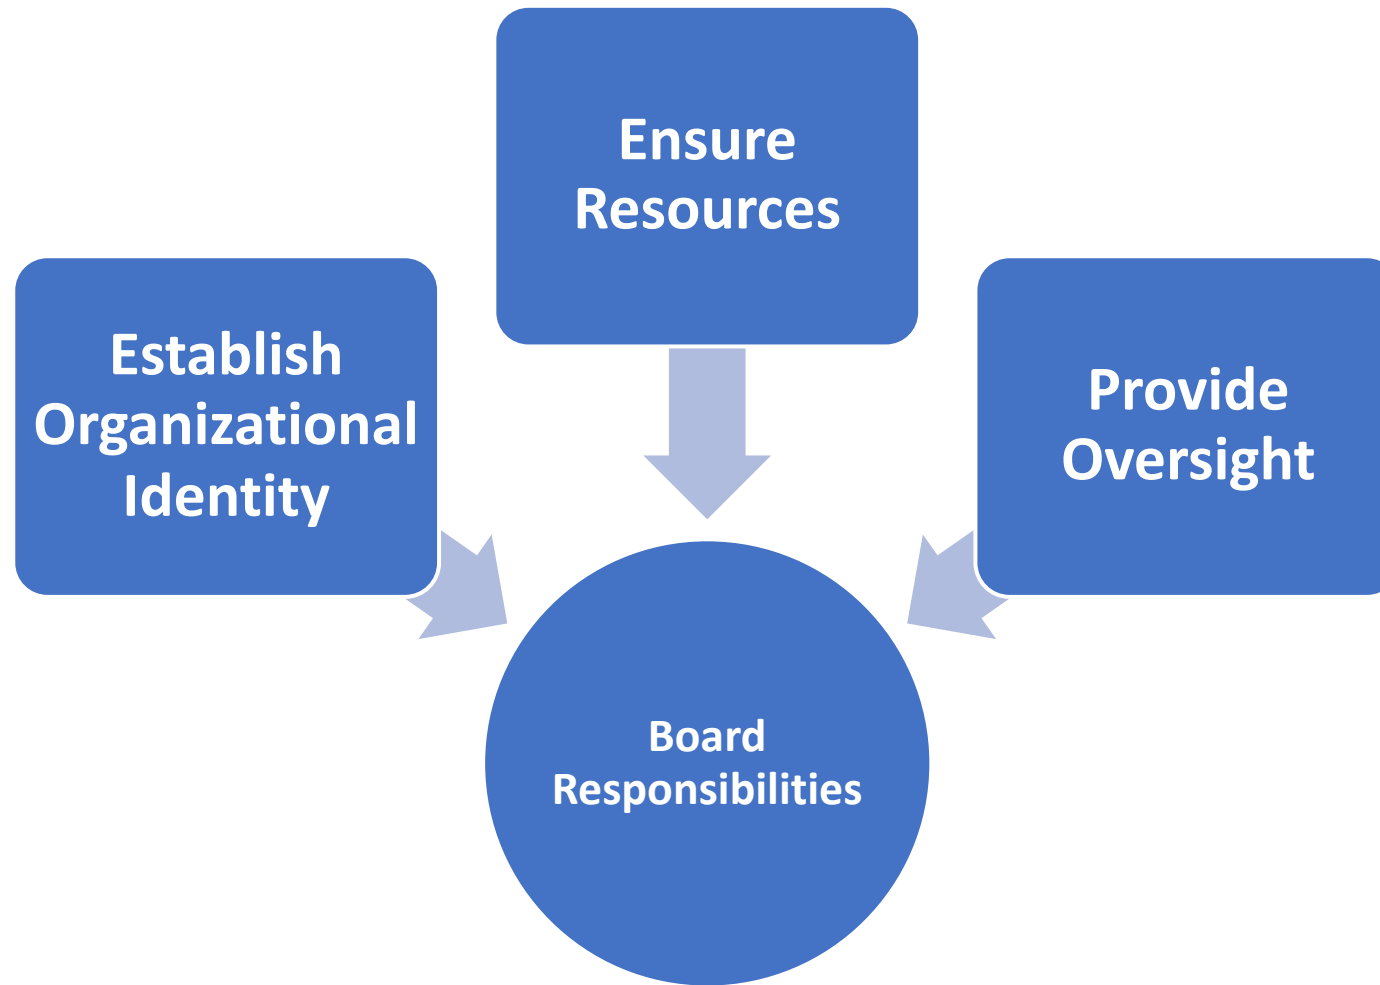 Ensure
Resources
Establish
Organizational
Identity
Provide
Oversight
Board
Responsibilities